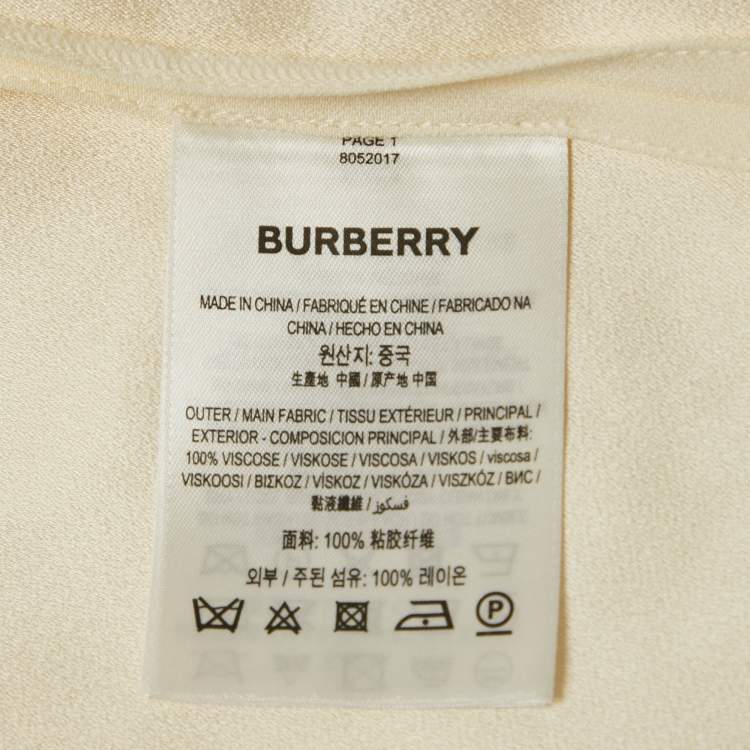 PAGE 1
8052017
BURBERRY
MADE IN CHINA / FABRIQUÉ EN CHINE / FABRICADO NA
CHINA / HECHO EN CHINA
원산지: 중국
生產地 中國 / 原产地 中国
OUTER / MAIN FABRIC / TISSU EXTÉRIEUR / PRINCIPAL /
EXTERIOR - COMPOSICION PRINCIPAL / 外部/主要布料:
100% VISCOSE / VISKOSE / VISCOSA / VISKOS / viscosa /
VISKOOSI / ΒΙΣΚΟΖ / VÍSKOZ / VISKÓZA / VISZKÓZ / ВИС /
黏液纖維 / فسكوز
面料: 100% 粘胶纤维
외부 / 주된 섬유: 100% 레이온
P